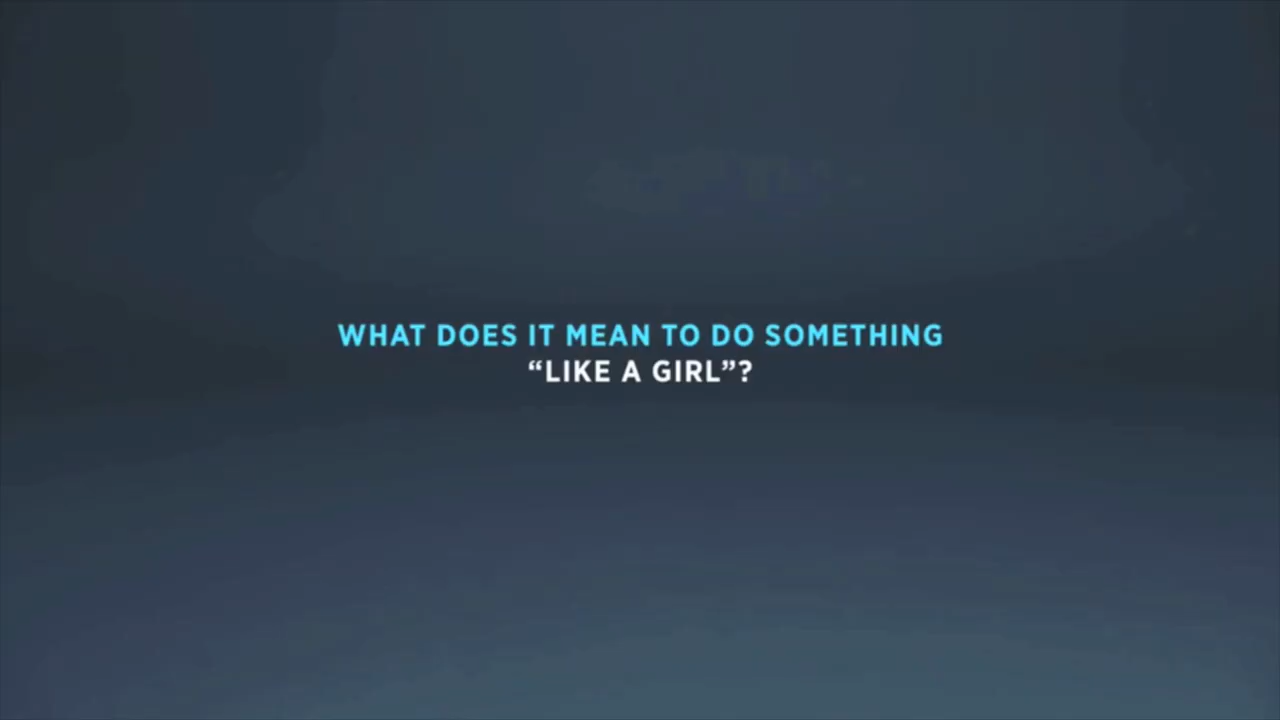 WHAT DOES IT MEAN TO DO SOMETHING
“LIKE A GIRL”?